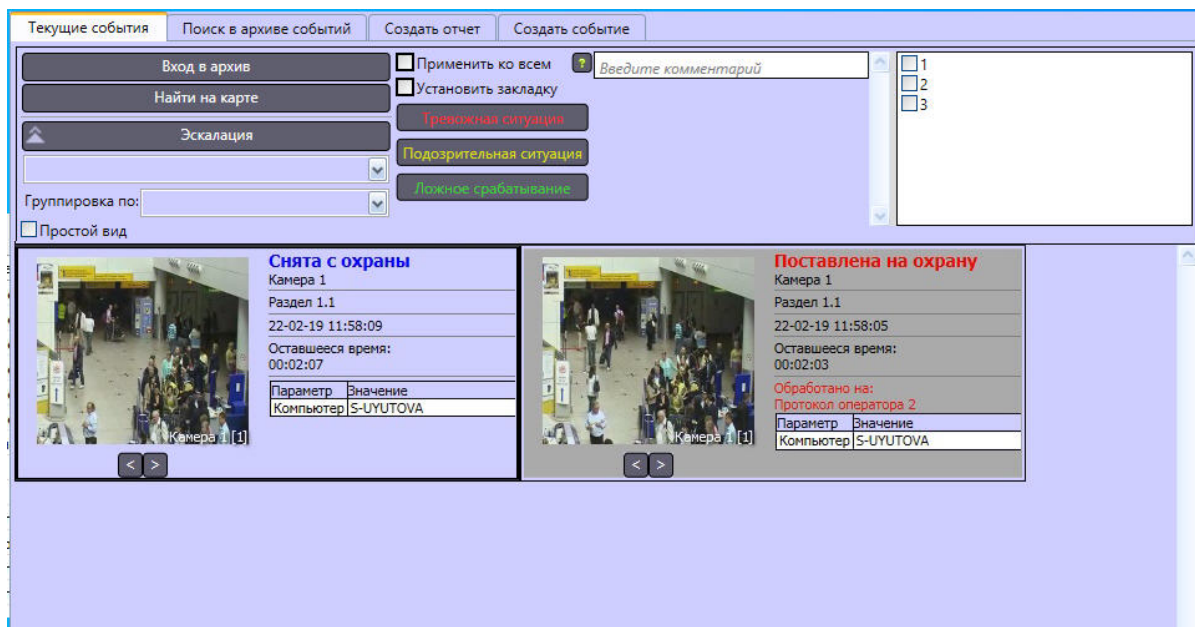 Текущие события
Поиск в архиве событий
Создать отчет
Создать событие
Вход в архив
Найти на карте
Эскалация
Группировка по:
Простой вид
Применить ко всем
?
Установить закладку
Тревожная ситуация
Подозрительная ситуация
Ложное срабатывание
Введите комментарий
1
2
3
Камера 1 [1]
< >
Снята с охраны
Камера 1
Раздел 1.1
22-02-19 11:58:09
Оставшееся время:
00:02:07
Параметр Значение
Компьютер S-UYUTOVA
Камера 1 [1]
< >
Поставлена на охрану
Камера 1
Раздел 1.1
22-02-19 11:58:05
Оставшееся время:
00:02:03
Обработано на:
Протокол оператора 2
Параметр Значение
Компьютер S-UYUTOVA